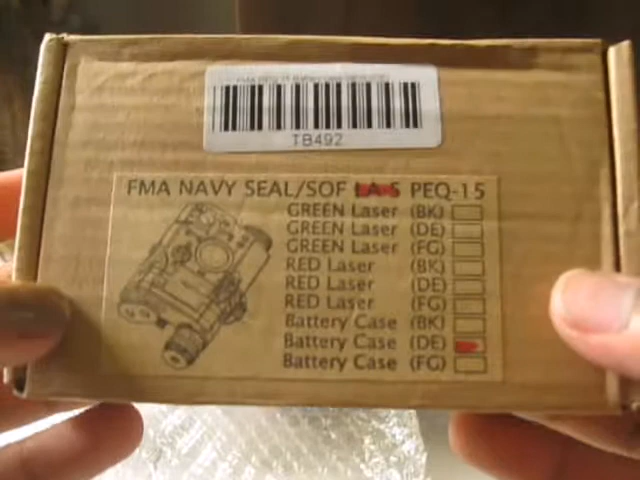 TB492
FMA NAVY SEAL/SOF LA-5 PEQ-15
GREEN Laser (BK)
GREEN Laser (DE)
GREEN Laser (FG)
RED Laser (BK)
RED Laser (DE)
RED Laser (FG)
Battery Case (BK)
Battery Case (DE)
Battery Case (FG)